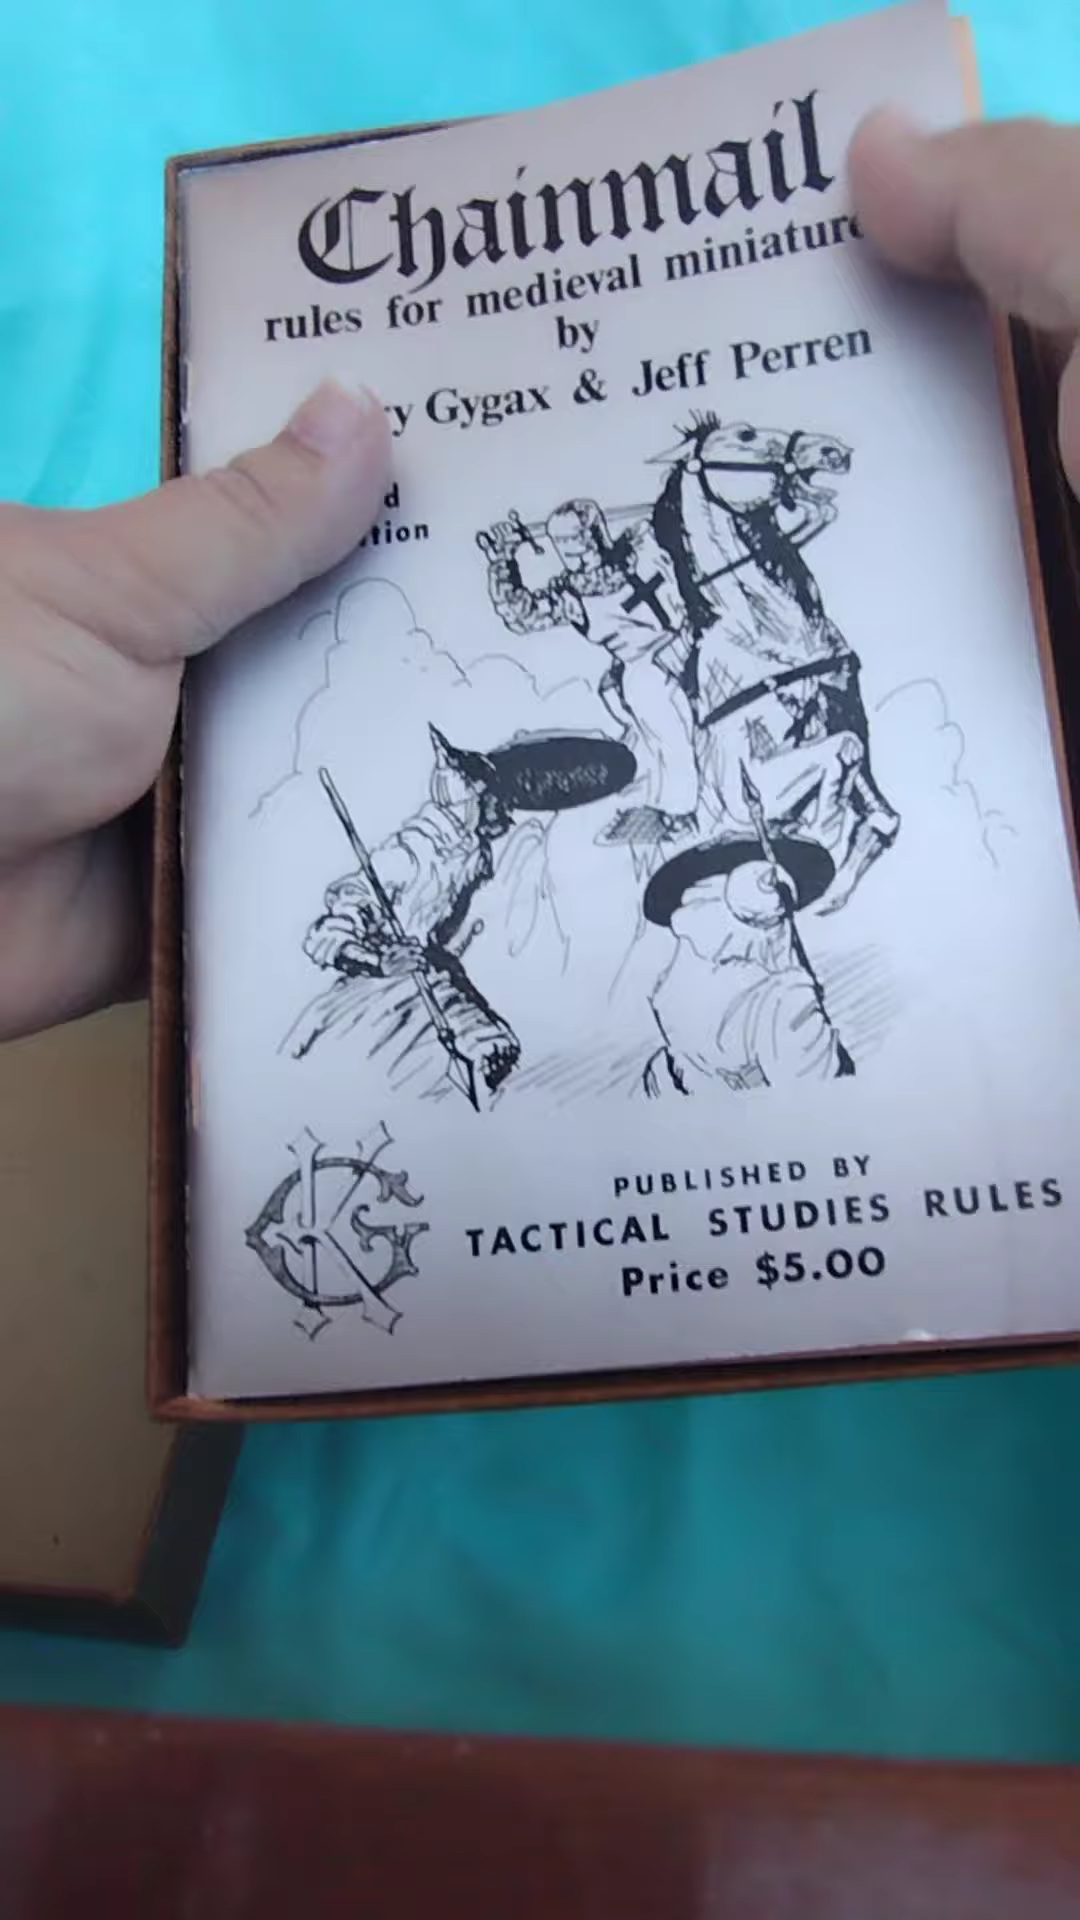 Chainmail
rules for medieval miniature
by
y Gygax & Jeff Perren
d
tion
PUBLISHED BY
TACTICAL STUDIES RULES
Price $5.00